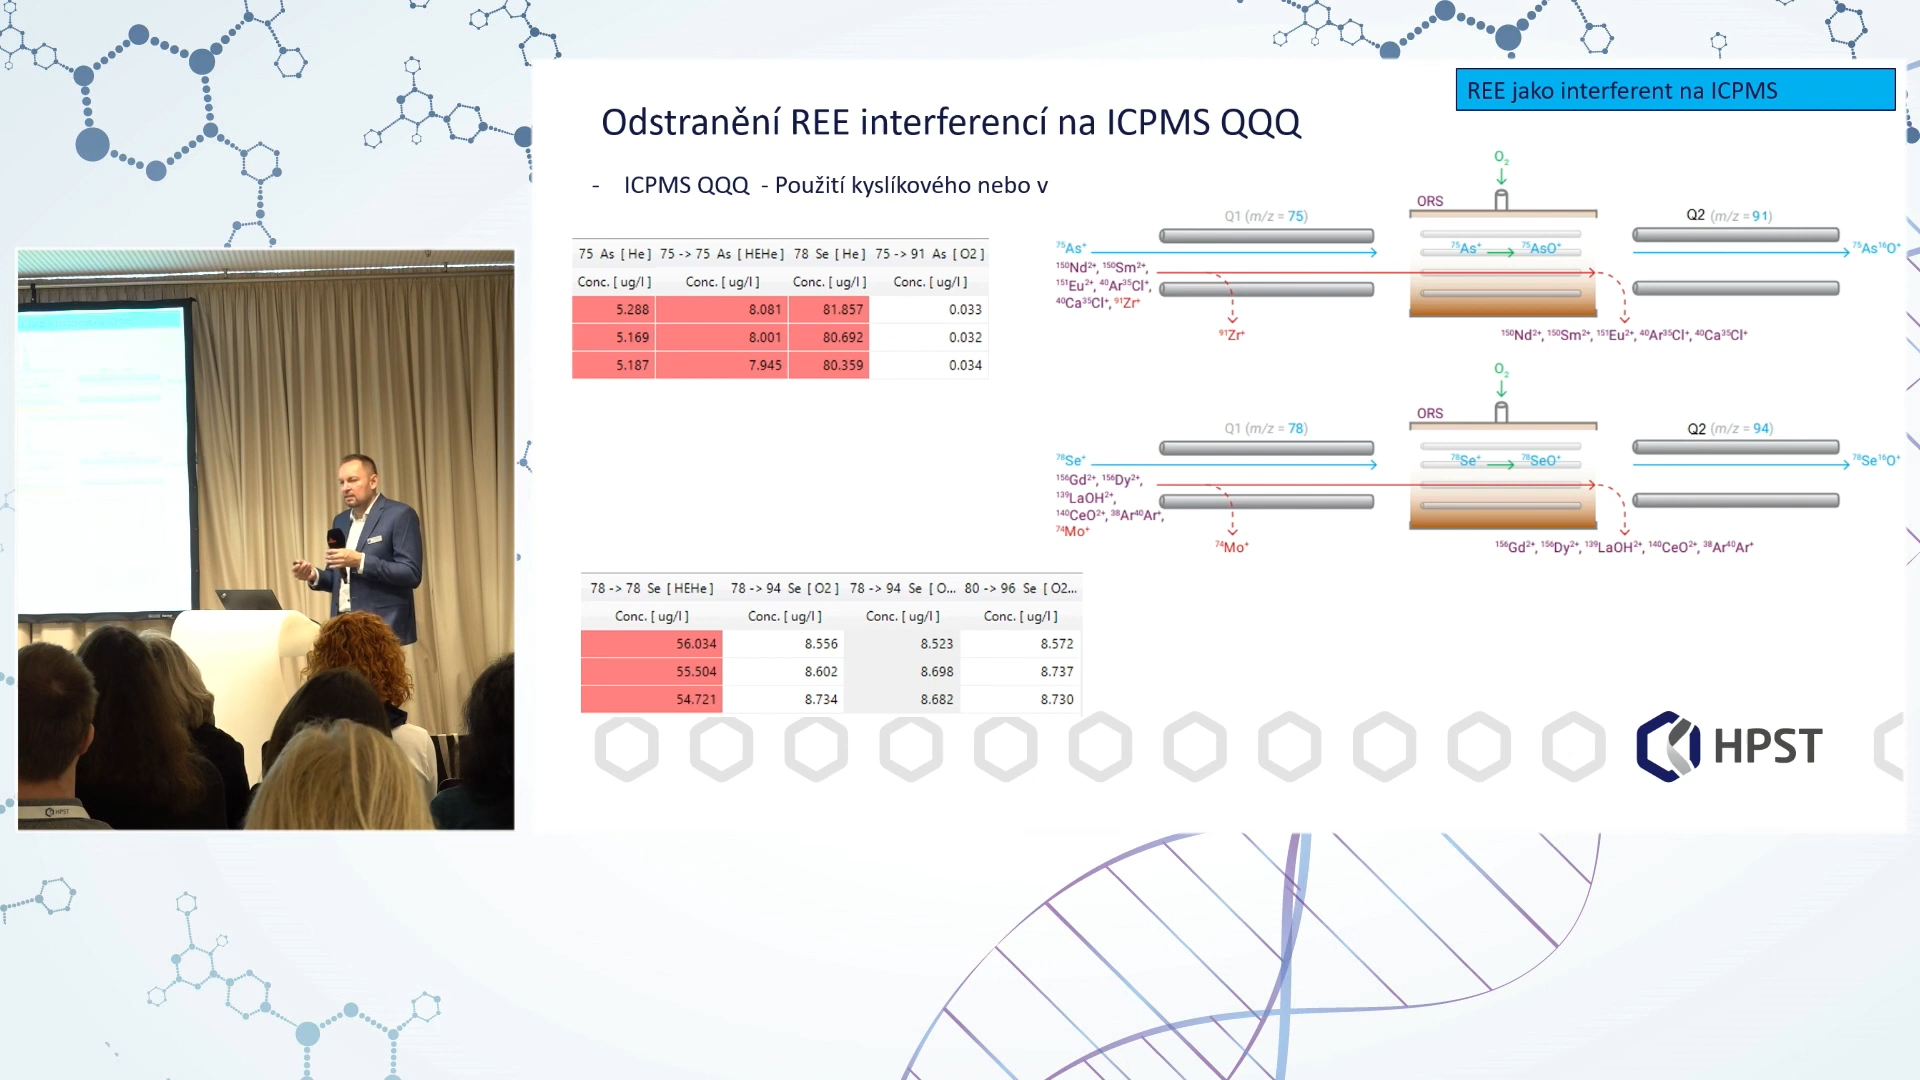 REE jako interferent na ICPMS
Odstranění REE interferencí na ICPMS QQQ
- ICPMS QQQ - Použití kyslíkového nebo v
75 As [ He ] 75 -> 75 As [ HEHe ] 78 Se [ He ] 75 -> 91 As [ O2 ]
Conc. [ ug/l ] Conc. [ ug/l ] Conc. [ ug/l ] Conc. [ ug/l ]
5.288 8.081 81.857 0.033
5.169 8.001 80.692 0.032
5.187 7.945 80.359 0.034
O₂
ORS
Q1 (m/z = 75)
Q2 (m/z = 91)
⁷⁵As⁺
⁷⁵As⁺ ⁷⁵AsO⁺
⁷⁵As¹⁶O⁺
¹⁵⁰Nd²⁺, ¹⁵⁰Sm²⁺,
¹⁵¹Eu²⁺, ⁴⁰Ar³⁵Cl⁺,
⁴⁰Ca³⁵Cl⁺, ⁹¹Zr⁺
⁹¹Zr⁺
¹⁵⁰Nd²⁺, ¹⁵⁰Sm²⁺, ¹⁵¹Eu²⁺, ⁴⁰Ar³⁵Cl⁺, ⁴⁰Ca³⁵Cl⁺
O₂
ORS
Q1 (m/z = 78)
Q2 (m/z = 94)
⁷⁸Se⁺
⁷⁸Se⁺ ⁷⁸SeO⁺
⁷⁸Se¹⁶O⁺
¹⁵⁶Gd²⁺, ¹⁵⁶Dy²⁺,
¹³⁹LaOH²⁺,
¹⁴⁰CeO²⁺, ³⁸Ar⁴⁰Ar⁺,
⁷⁴Mo⁺
⁷⁴Mo⁺
¹⁵⁶Gd²⁺, ¹⁵⁶Dy²⁺, ¹³⁹LaOH²⁺, ¹⁴⁰CeO²⁺, ³⁸Ar⁴⁰Ar⁺
78 -> 78 Se [ HEHe ] 78 -> 94 Se [ O2 ] 78 -> 94 Se [ O... 80 -> 96 Se [ O2...
Conc. [ ug/l ] Conc. [ ug/l ] Conc. [ ug/l ] Conc. [ ug/l ]
56.034 8.556 8.523 8.572
55.504 8.602 8.698 8.737
54.721 8.734 8.682 8.730
HPST
HPST